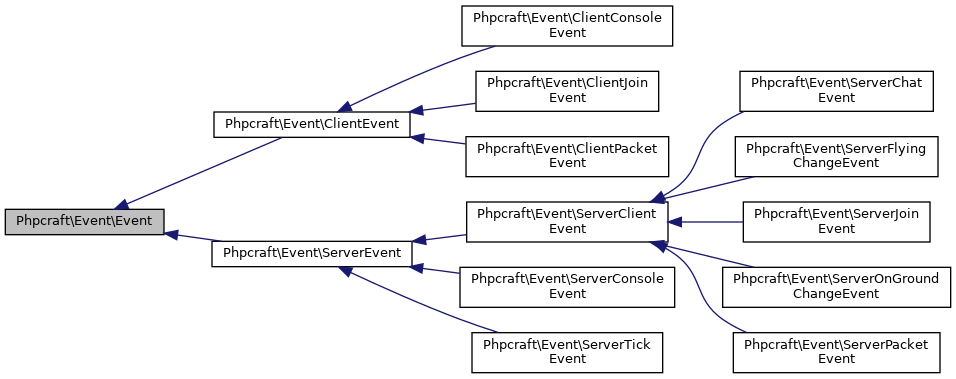 Phpcraft\Event\ClientConsole
Event
Phpcraft\Event\ClientJoin
Event
Phpcraft\Event\ServerChat
Event
Phpcraft\Event\ClientEvent
Phpcraft\Event\ClientPacket
Event
Phpcraft\Event\ServerFlying
ChangeEvent
Phpcraft\Event\Event
Phpcraft\Event\ServerClient
Event
Phpcraft\Event\ServerJoin
Event
Phpcraft\Event\ServerEvent
Phpcraft\Event\ServerConsole
Event
Phpcraft\Event\ServerOnGround
ChangeEvent
Phpcraft\Event\ServerTick
Event
Phpcraft\Event\ServerPacket
Event